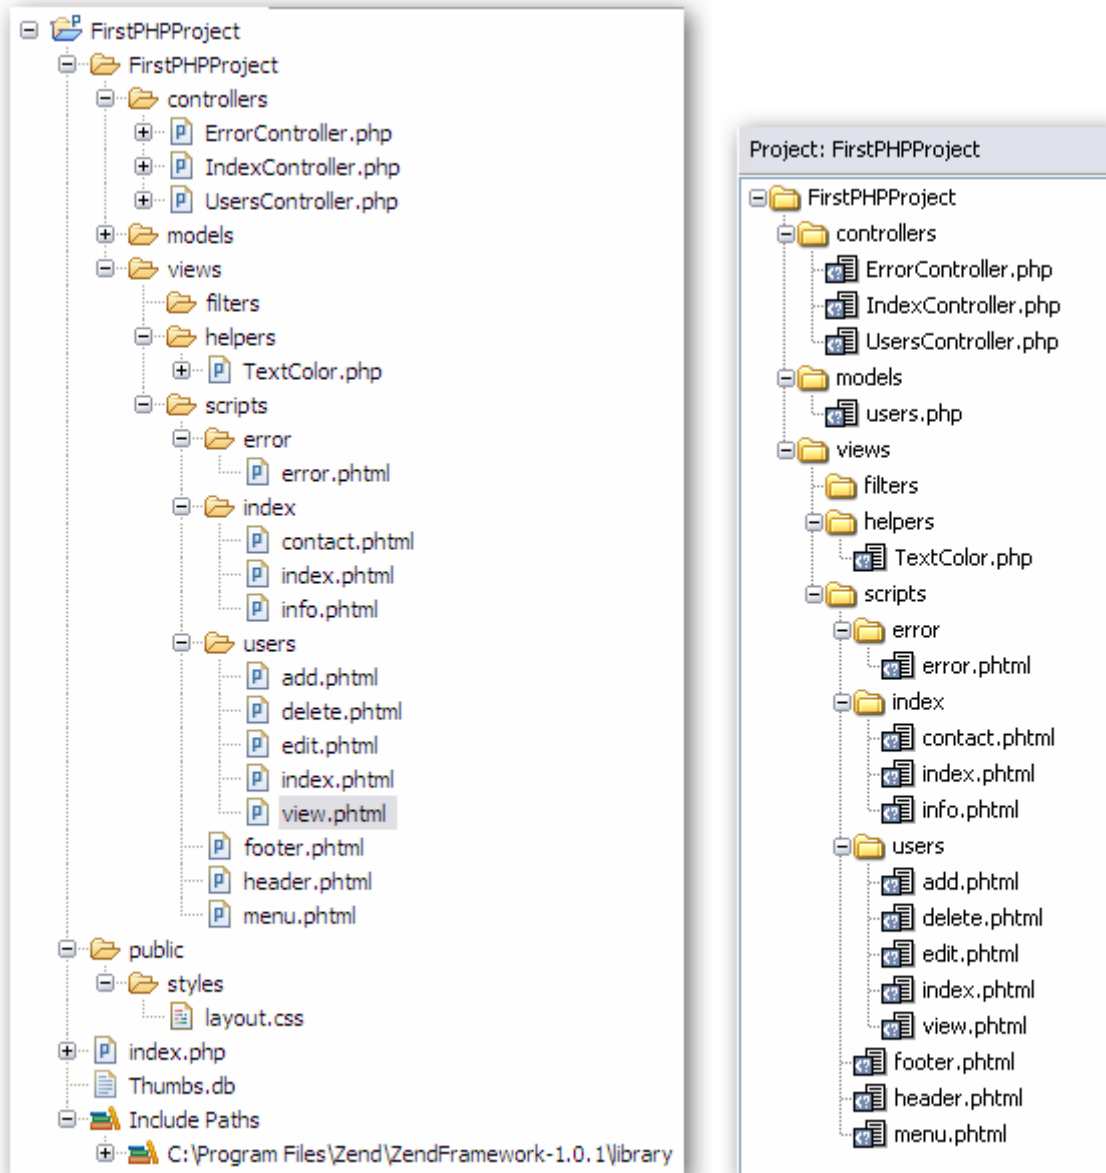 FirstPHPProject
FirstPHPProject
controllers
ErrorController.php
IndexController.php
UsersController.php
models
views
filters
helpers
TextColor.php
scripts
error
error.phtml
index
contact.phtml
index.phtml
info.phtml
users
add.phtml
delete.phtml
edit.phtml
index.phtml
view.phtml
footer.phtml
header.phtml
menu.phtml
public
styles
layout.css
index.php
Thumbs.db
Include Paths
C:\Program Files\Zend\ZendFramework-1.0.1\library
Project: FirstPHPProject
FirstPHPProject
controllers
ErrorController.php
IndexController.php
UsersController.php
models
users.php
views
filters
helpers
TextColor.php
scripts
error
error.phtml
index
contact.phtml
index.phtml
info.phtml
users
add.phtml
delete.phtml
edit.phtml
index.phtml
view.phtml
footer.phtml
header.phtml
menu.phtml